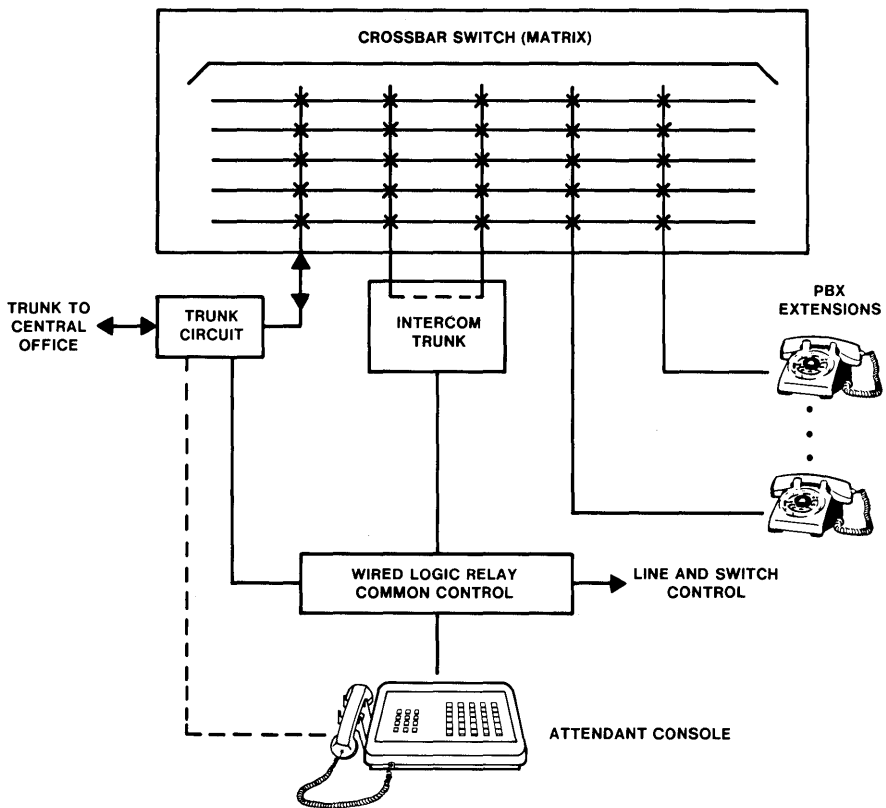 CROSSBAR SWITCH (MATRIX)
TRUNK TO
CENTRAL
OFFICE
TRUNK
CIRCUIT
INTERCOM
TRUNK
PBX
EXTENSIONS
WIRED LOGIC RELAY
COMMON CONTROL
LINE AND SWITCH
CONTROL
ATTENDANT CONSOLE